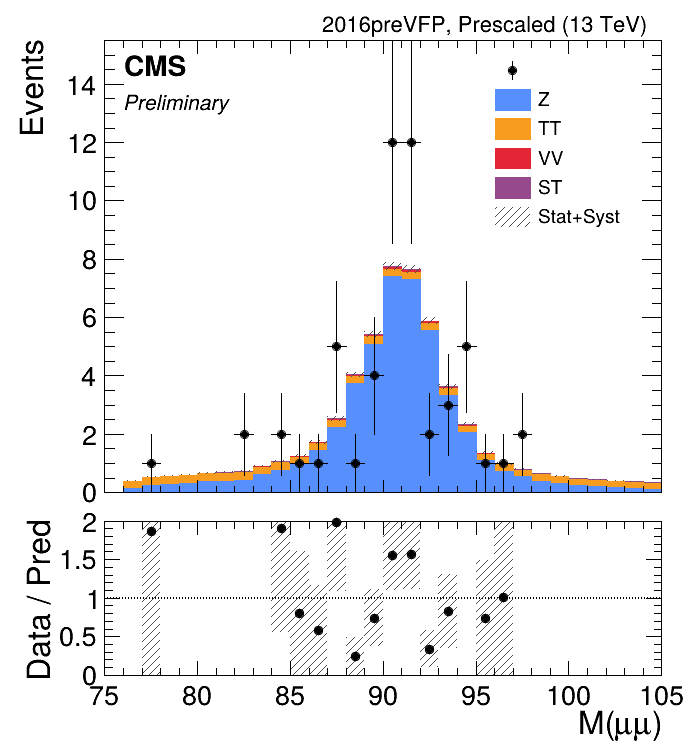 2016preVFP, Prescaled (13 TeV)
CMS
Preliminary
Events
14
12
10
8
6
4
2
0
Z
TT
VV
ST
Stat+Syst
Data / Pred
2
1.5
1
0.5
0
75 80 85 90 95 100 105
M(μμ)